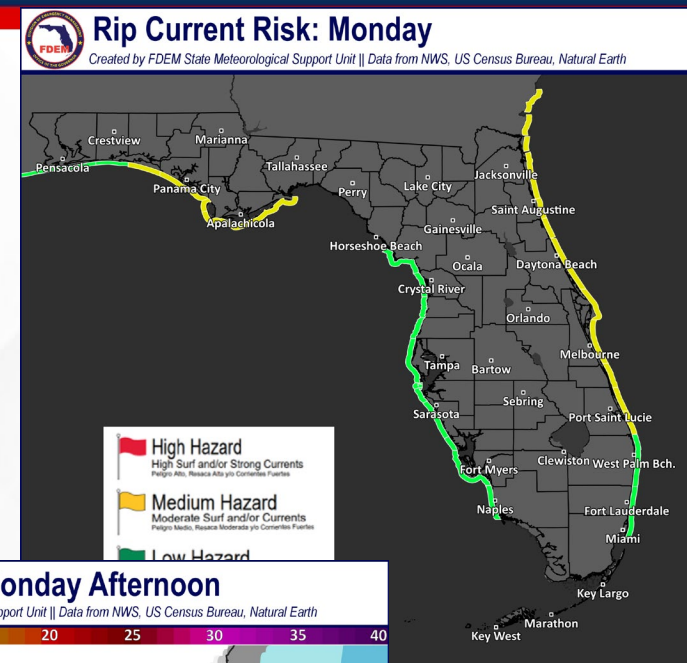 Rip Current Risk: Monday
FDEM
Created by FDEM State Meteorological Support Unit || Data from NWS, US Census Bureau, Natural Earth
Crestview
Marianna
Pensacola
Tallahassee
Jacksonville
Panama City
Perry
Lake City
Saint Augustine
Apalachicola
Gainesville
Horseshoe Beach
Ocala
Daytona Beach
Crystal River
Orlando
Melbourne
Tampa
Bartow
Sebring
Sarasota
Port Saint Lucie
Clewiston
West Palm Bch.
Fort Myers
Naples
Fort Lauderdale
Miami
Key Largo
Marathon
Key West
High Hazard
High Surf and/or Strong Currents
Peligro Alto, Resaca Alta y/o Corrientes Fuertes
Medium Hazard
Moderate Surf and/or Currents
Peligro Medio, Resaca Moderada y/o Corrientes Fuertes
Low Hazard
onday Afternoon
pport Unit || Data from NWS, US Census Bureau, Natural Earth
20 25 30 35 40